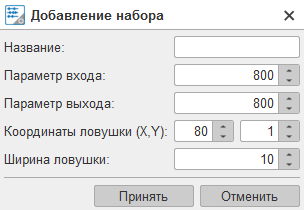 Добавление набора
Название:
Параметр входа: 800
Параметр выхода: 800
Координаты ловушки (X,Y): 80 1
Ширина ловушки: 10
Принять Отменить